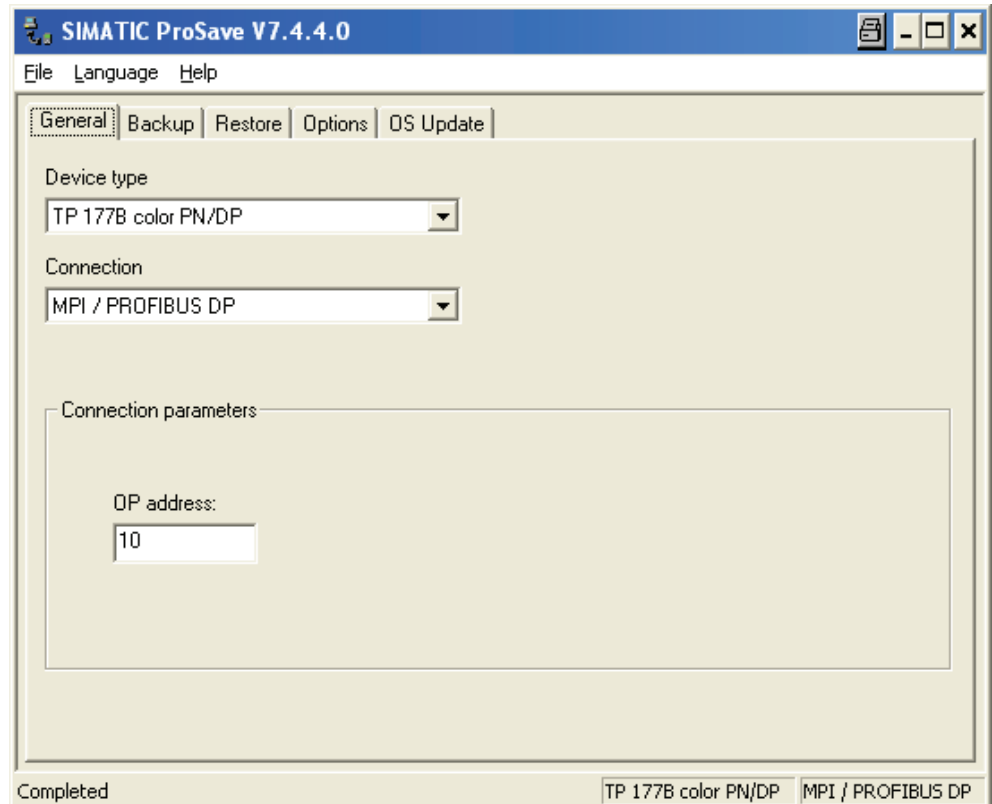 SIMATIC ProSave V7.4.4.0
File Language Help
General Backup Restore Options OS Update
Device type
TP 177B color PN/DP
Connection
MPI / PROFIBUS DP
Connection parameters
OP address:
10
Completed TP 177B color PN/DP MPI / PROFIBUS DP